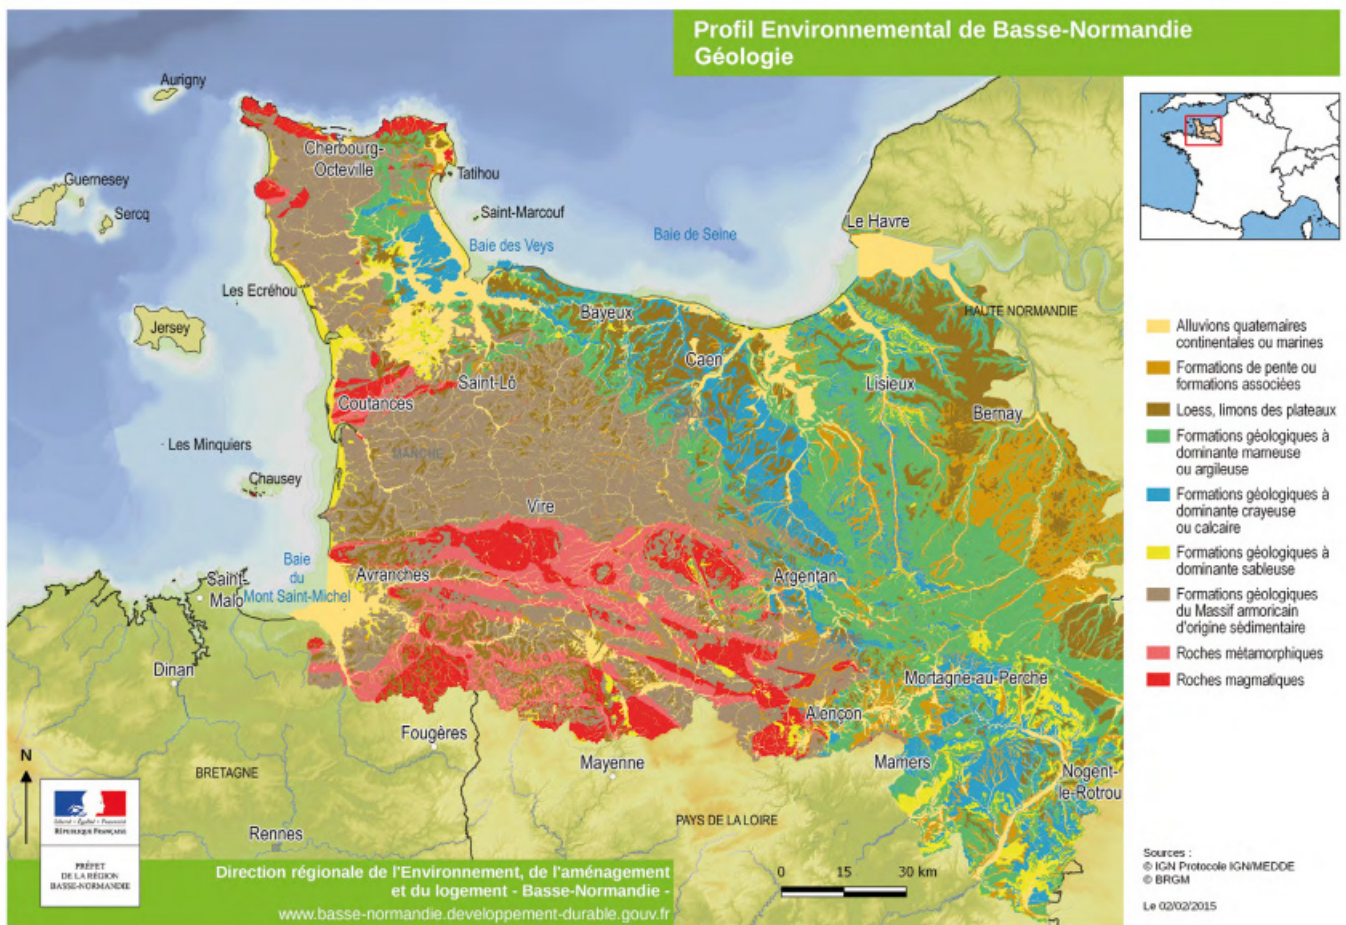 Profil Environnemental de Basse-Normandie
Géologie
Aurigny
Cherbourg-
Octeville
Tatihou
Guernesey
Sercq
Saint-Marcouf
Le Havre
Baie de Seine
Baie des Veys
Les Ecréhou
Bayeux
HAUTE NORMANDIE
Jersey
Caen
Saint-Lô
Lisieux
Coutances
Bernay
Les Minquiers
MANCHE
Chausey
Vire
Baie
du
Mont Saint-Michel
Avranches
Argentan
Saint-
Malo
Dinan
Mortagne-au-Perche
Alençon
Fougères
Mayenne
Mamers
Nogent-
le-Rotrou
BRETAGNE
PAYS DE LA LOIRE
Rennes
Alluvions quaternaires
continentales ou marines
Formations de pente ou
formations associées
Loess, limons des plateaux
Formations géologiques à
dominante marneuse
ou argileuse
Formations géologiques à
dominante crayeuse
ou calcaire
Formations géologiques à
dominante sableuse
Formations géologiques
du Massif armoricain
d'origine sédimentaire
Roches métamorphiques
Roches magmatiques
N
Liberté • Égalité • Fraternité
RÉPUBLIQUE FRANÇAISE
PRÉFET
DE LA RÉGION
BASSE-NORMANDIE
Direction régionale de l'Environnement, de l'aménagement
et du logement - Basse-Normandie -
www.basse-normandie.developpement-durable.gouv.fr
0 15 30 km
Sources :
© IGN Protocole IGN/MEDDE
© BRGM
Le 02/02/2015